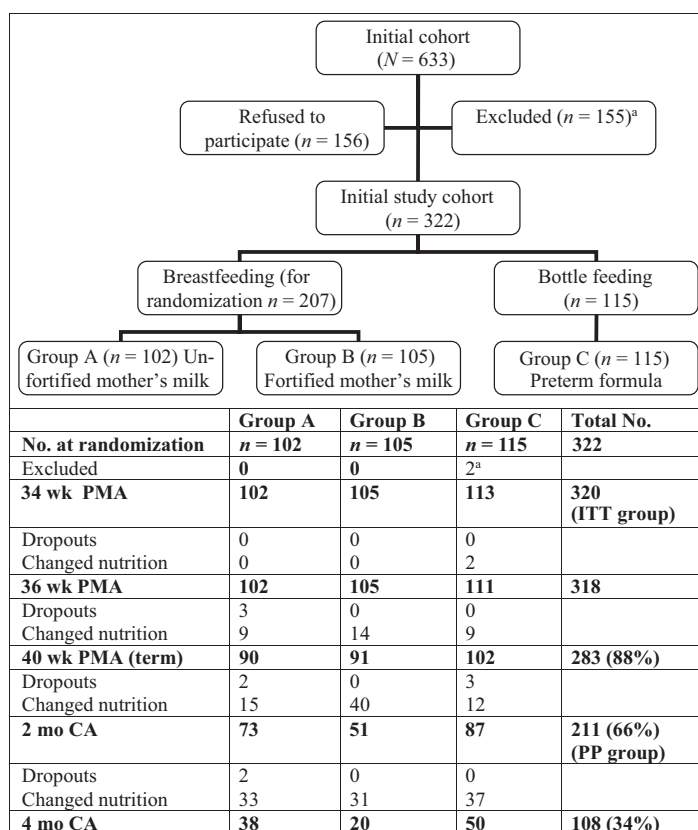 Initial cohort
(N = 633)
Refused to
participate (n = 156)
Excluded (n = 155)ª
Initial study cohort
(n = 322)
Breastfeeding (for
randomization n = 207)
Bottle feeding
(n = 115)
Group A (n = 102) Un-
fortified mother’s milk
Group B (n = 105)
Fortified mother’s milk
Group C (n = 115)
Preterm formula
Group A Group B Group C Total No.
No. at randomization n = 102 n = 105 n = 115 322
Excluded 0 0 2ª
34 wk PMA 102 105 113 320
(ITT group)
Dropouts 0 0 0
Changed nutrition 0 0 2
36 wk PMA 102 105 111 318
Dropouts 3 0 0
Changed nutrition 9 14 9
40 wk PMA (term) 90 91 102 283 (88%)
Dropouts 2 0 3
Changed nutrition 15 40 12
2 mo CA 73 51 87 211 (66%)
(PP group)
Dropouts 2 0 0
Changed nutrition 33 31 37
4 mo CA 38 20 50 108 (34%)